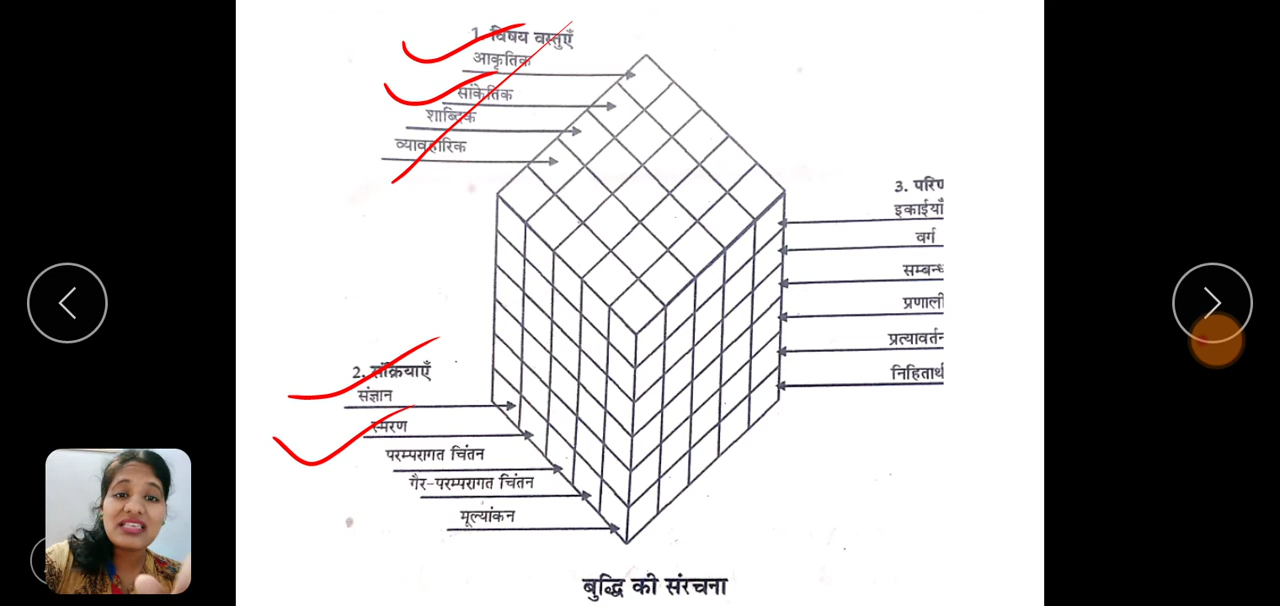 1. विषय वस्तुएँ
आकृतिक
सांकेतिक
शाब्दिक
व्यावहारिक
3. परिण
इकाईयाँ
वर्ग
सम्बन्ध
प्रणाली
प्रत्यावर्तन
निहितार्थ
2. संक्रियाएँ
संज्ञान
स्मरण
परम्परागत चिंतन
गैर-परम्परागत चिंतन
मूल्यांकन
बुद्धि की संरचना